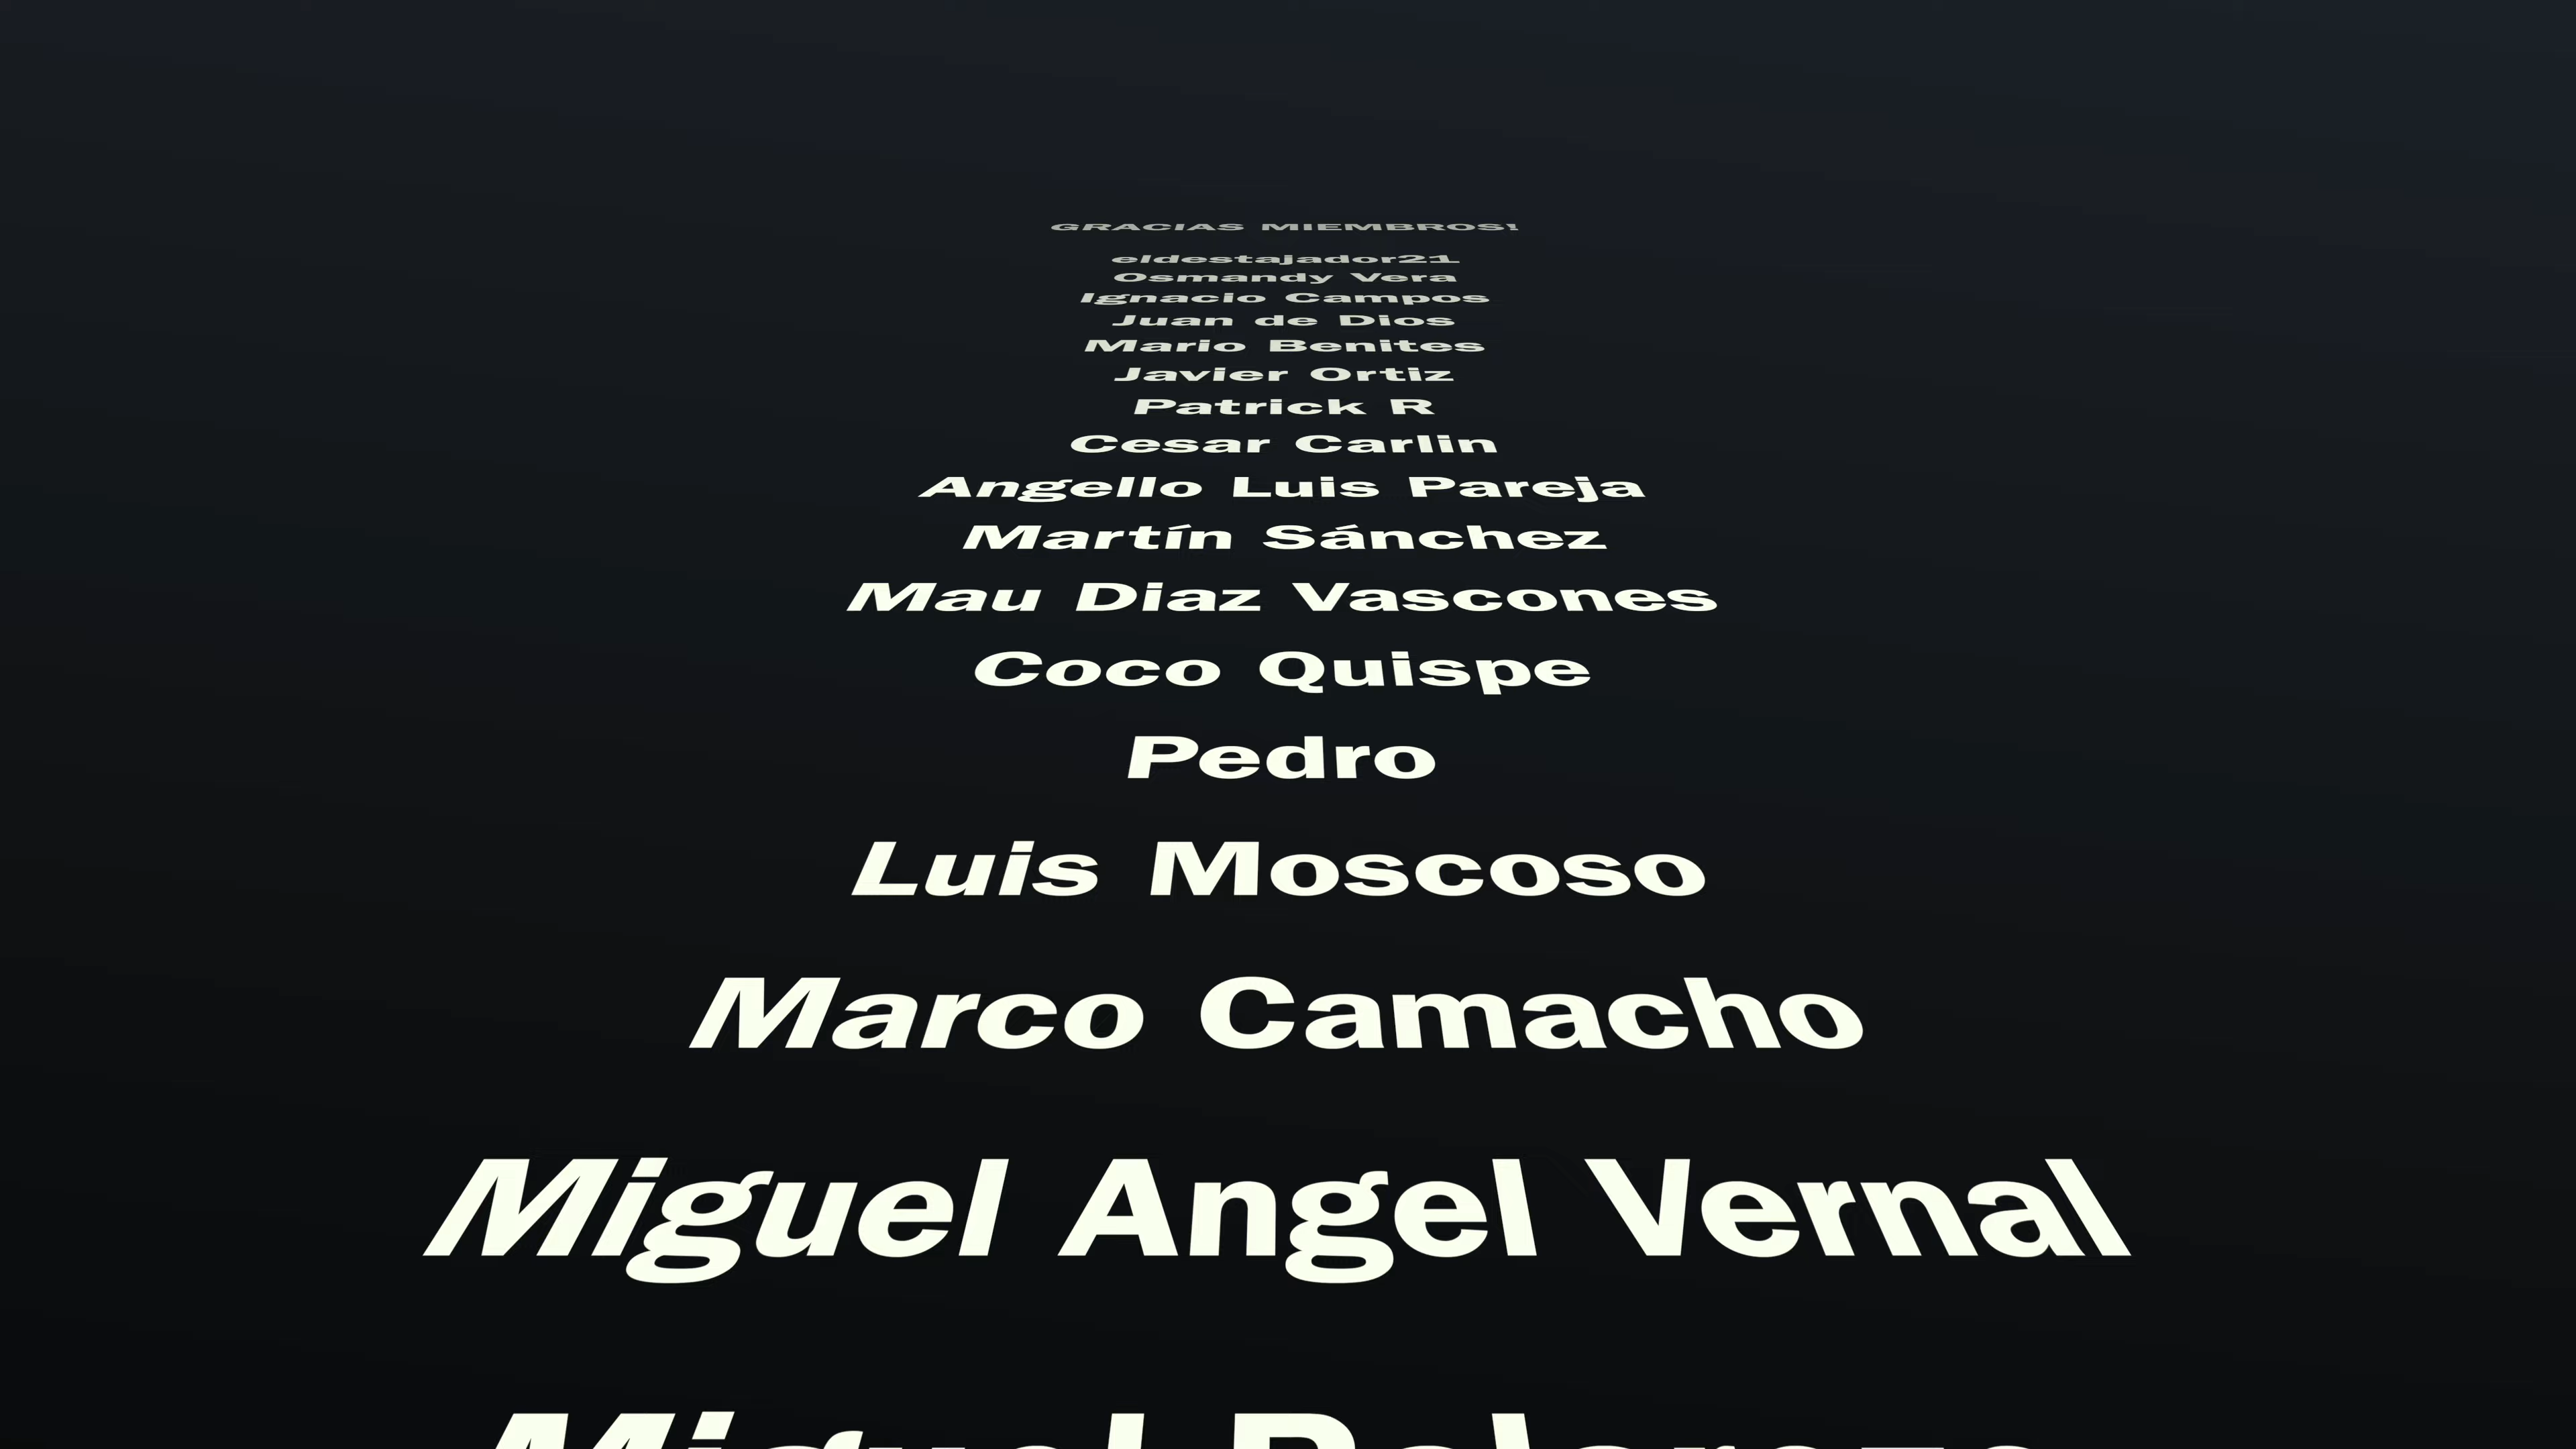 GRACIAS MIEMBROS!
eldestajador21
Osmandy Vera
Ignacio Campos
Juan de Dios
Mario Benites
Javier Ortiz
Patrick R
Cesar Carlin
Angello Luis Pareja
Martín Sánchez
Mau Diaz Vascones
Coco Quispe
Pedro
Luis Moscoso
Marco Camacho
Miguel Angel Vernal
Miguel